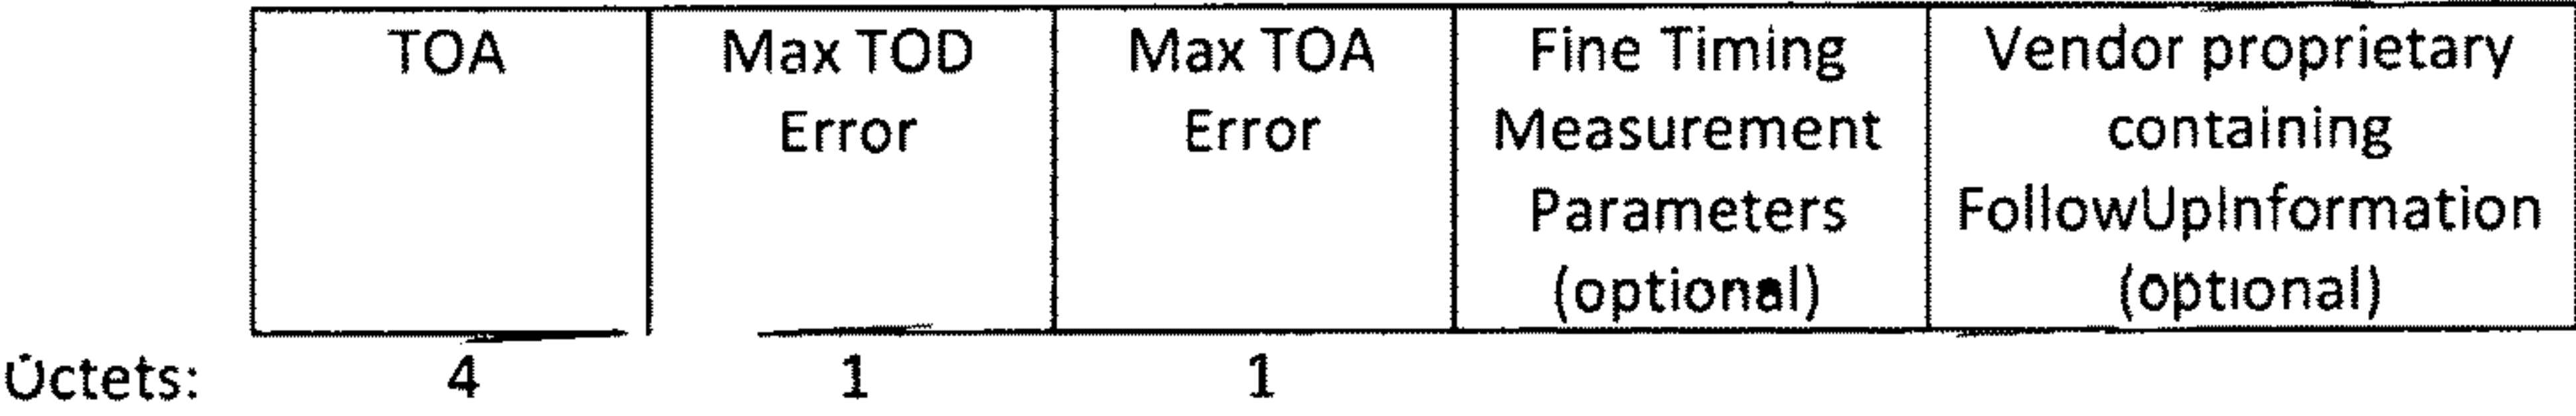 TOA
Max TOD
Error
Max TOA
Error
Fine Timing
Measurement
Parameters
(optional)
Vendor proprietary
containing
FollowUpInformation
(optional)
Octets: 4 1 1